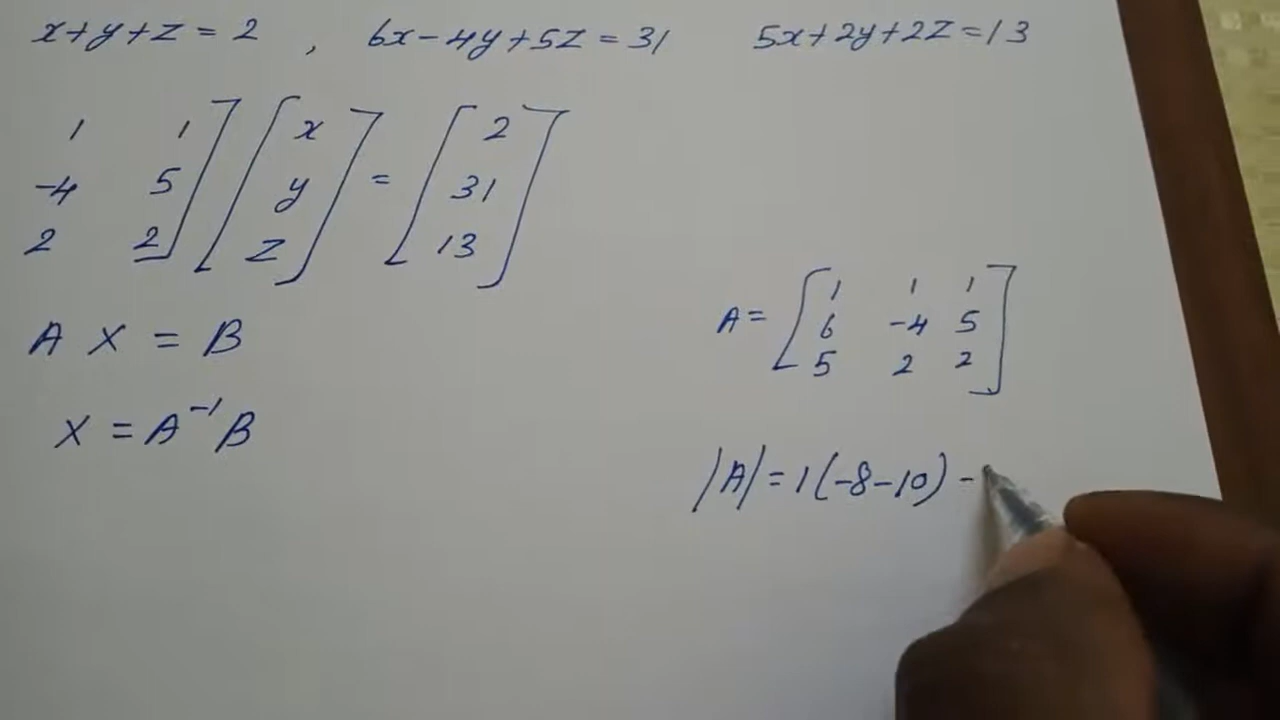 x+y+z=2 , 6x-4y+5z=31 5x+2y+2z=13
1 1 x 2
-4 5 y = 31
2 2 z 13
A = 1 1 1
6 -4 5
5 2 2
A X = B
X = A⁻¹B
|A| = 1(-8-10) -